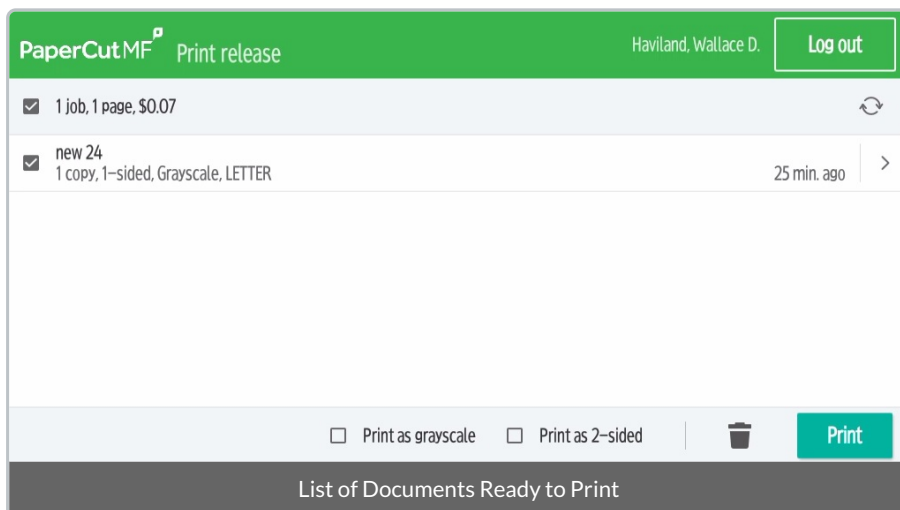 PaperCut MF Print release
Haviland, Wallace D.
Log out
1 job, 1 page, $0.07
new 24
1 copy, 1-sided, Grayscale, LETTER
25 min. ago
Print as grayscale
Print as 2-sided
Print
List of Documents Ready to Print